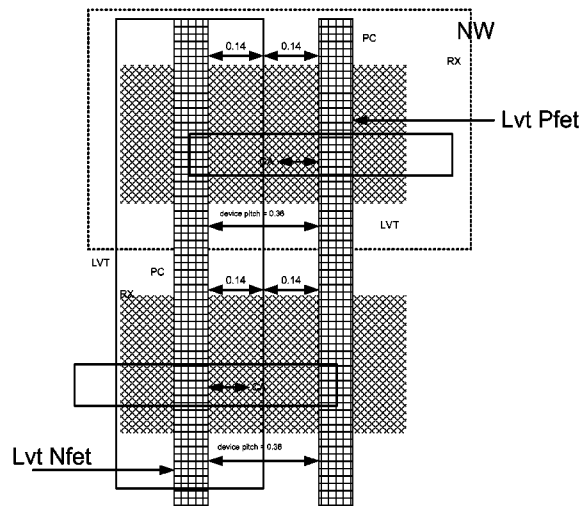 NW
PC
0.14 0.14
RX
Lvt Pfet
CA
device pitch = 0.36
LVT
LVT
PC
0.14 0.14
RX
CA
device pitch = 0.36
Lvt Nfet